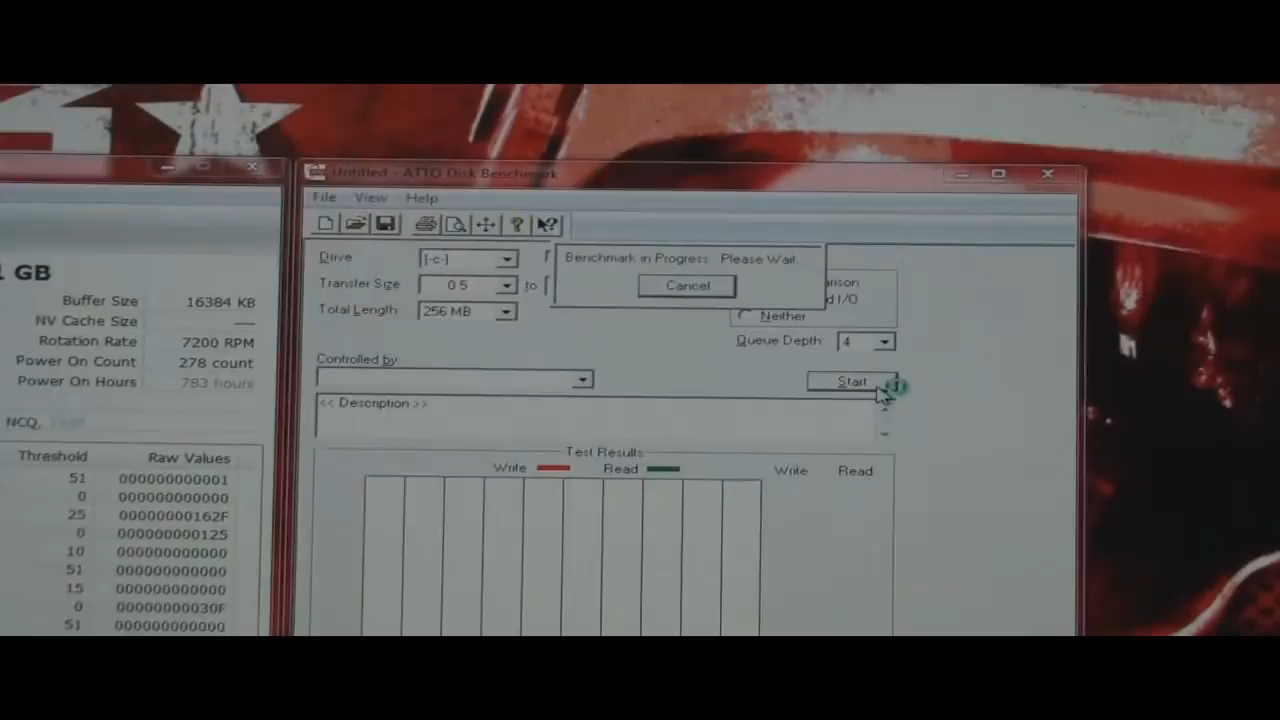 1 GB
Buffer Size 16384 KB
NV Cache Size ----
Rotation Rate 7200 RPM
Power On Count 278 count
Power On Hours 783 hours
NCQ,
Threshold Raw Values
51 000000000001
0 000000000000
25 00000000162F
0 000000000125
10 000000000000
51 000000000000
15 000000000000
0 00000000030F
51 000000000000
Untitled - ATTO Disk Benchmark
File View Help
Drive [-c-]
Transfer Size 0.5 to
Total Length: 256 MB
Benchmark in Progress. Please Wait.
Cancel
rison
d I/O
Neither
Queue Depth: 4
Controlled by:
Start
<< Description >>
Test Results
Write Read Write Read